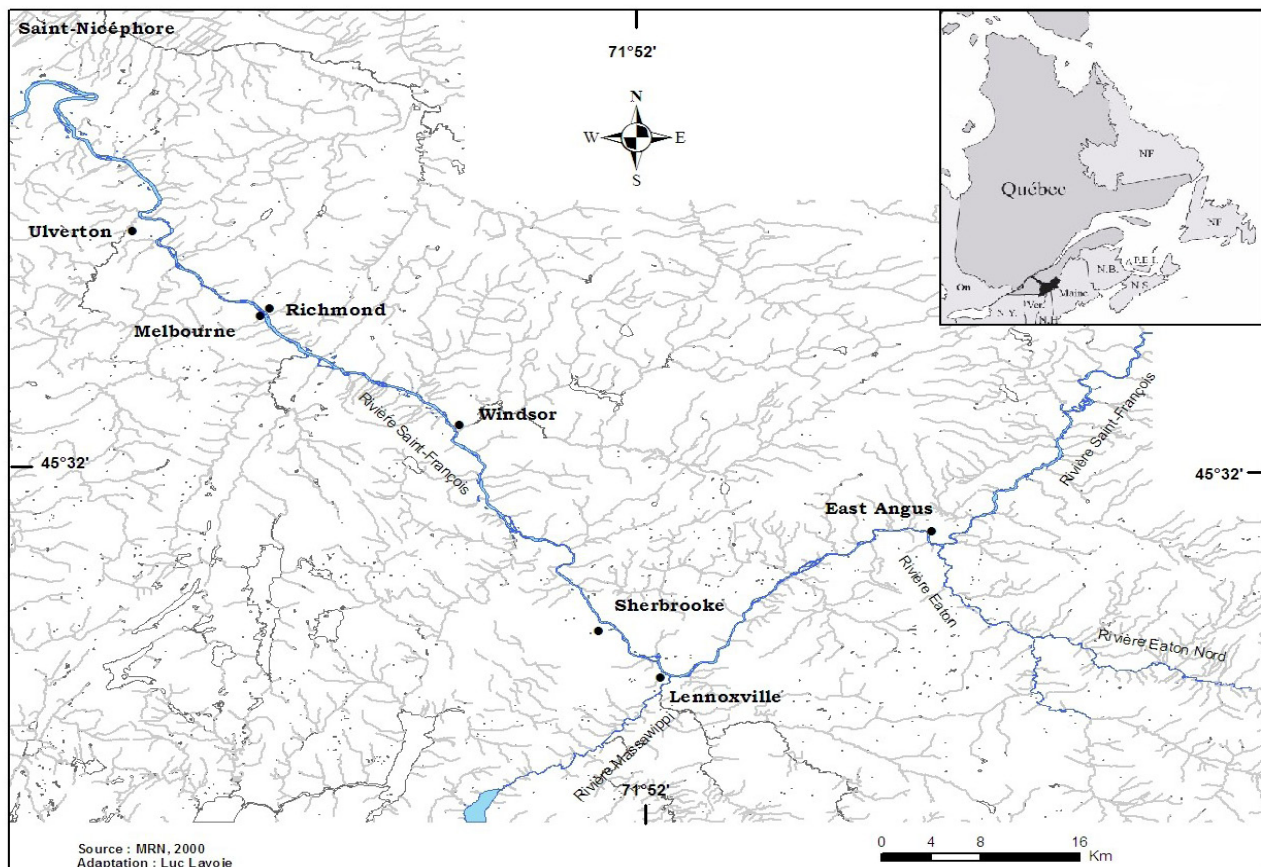 Saint-Nicéphore
71°52'
N
W E
S
Ulverton
Richmond
Melbourne
Windsor
Rivière Saint-François
45°32'
45°32'
Rivière Saint-François
East Angus
Rivière Eaton
Sherbrooke
Rivière Eaton Nord
Lennoxville
Rivière Massawippi
71°52'
Québec
NF
NF
On
N.B.
P.E.I.
N.S.
Maine
Ver.
N.Y.
N.H.
Source : MRN, 2000
Adaptation : Luc Lavoie
0 4 8 16
Km